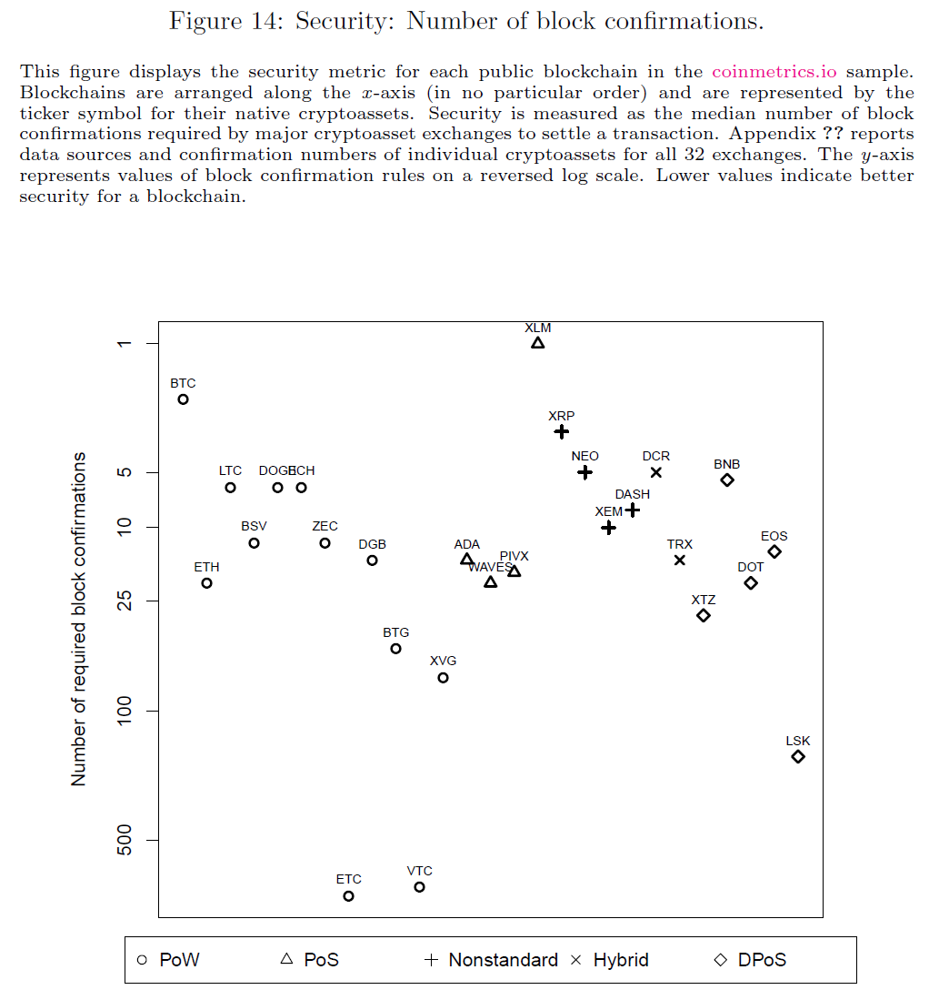 Figure 14: Security: Number of block confirmations.
This figure displays the security metric for each public blockchain in the coinmetrics.io sample.
Blockchains are arranged along the x-axis (in no particular order) and are represented by the
ticker symbol for their native cryptoassets. Security is measured as the median number of block
confirmations required by major cryptoasset exchanges to settle a transaction. Appendix ?? reports
data sources and confirmation numbers of individual cryptoassets for all 32 exchanges. The y-axis
represents values of block confirmation rules on a reversed log scale. Lower values indicate better
security for a blockchain.
XLM
1
BTC
XRP
NEO
DCR
BNB
LTC
DOGE
BCH
5
DASH
XEM
10
BSV
ZEC
EOS
DGB
ADA
TRX
PIVX
ETH
WAVES
DOT
25
XTZ
BTG
XVG
100
LSK
500
VTC
ETC
Number of required block confirmations
PoW
PoS
Nonstandard
Hybrid
DPoS